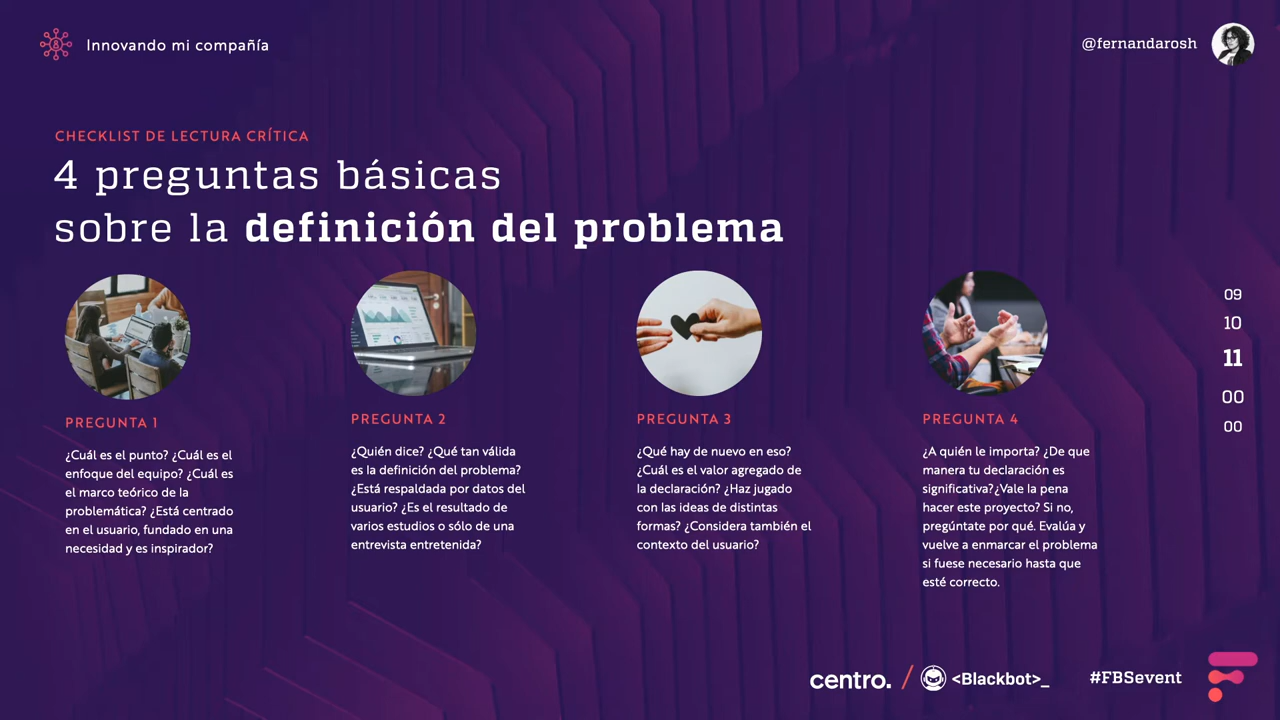 Innovando mi compañía
@fernandarosh
CHECKLIST DE LECTURA CRÍTICA
4 preguntas básicas
sobre la definición del problema
PREGUNTA 1
¿Cuál es el punto? ¿Cuál es el
enfoque del equipo? ¿Cuál es
el marco teórico de la
problemática? ¿Está centrado
en el usuario, fundado en una
necesidad y es inspirador?
PREGUNTA 2
¿Quién dice? ¿Qué tan válida
es la definición del problema?
¿Está respaldada por datos del
usuario? ¿Es el resultado de
varios estudios o sólo de una
entrevista entretenida?
PREGUNTA 3
¿Qué hay de nuevo en eso?
¿Cuál es el valor agregado de
la declaración? ¿Haz jugado
con las ideas de distintas
formas? ¿Considera también el
contexto del usuario?
PREGUNTA 4
¿A quién le importa? ¿De que
manera tu declaración es
significativa?¿Vale la pena
hacer este proyecto? Si no,
pregúntate por qué. Evalúa y
vuelve a enmarcar el problema
si fuese necesario hasta que
esté correcto.
09
10
11
00
00
centro. / <Blackbot>_
#FBSevent